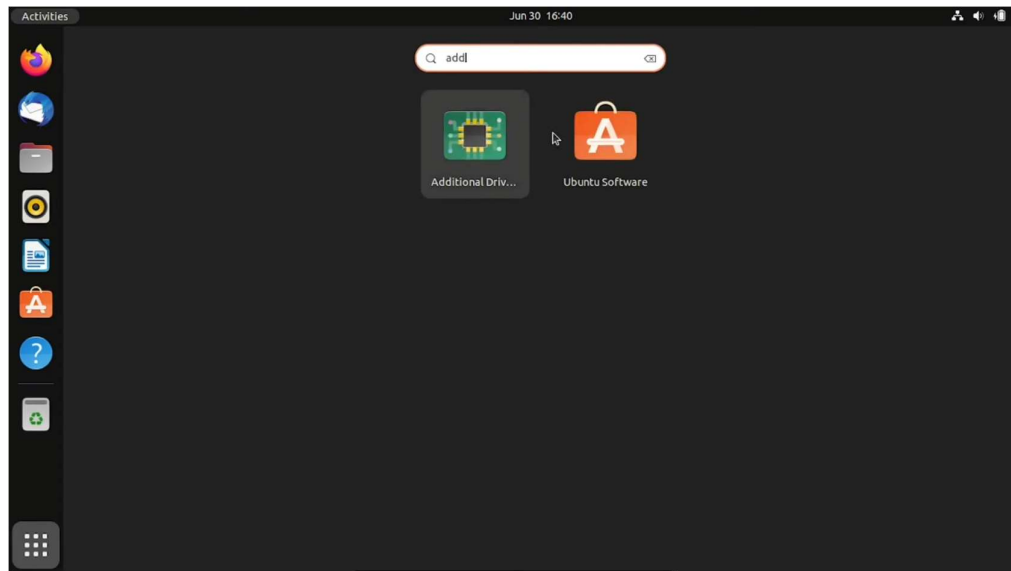 Activities
Jun 30 16:40
add
Additional Driv...
Ubuntu Software